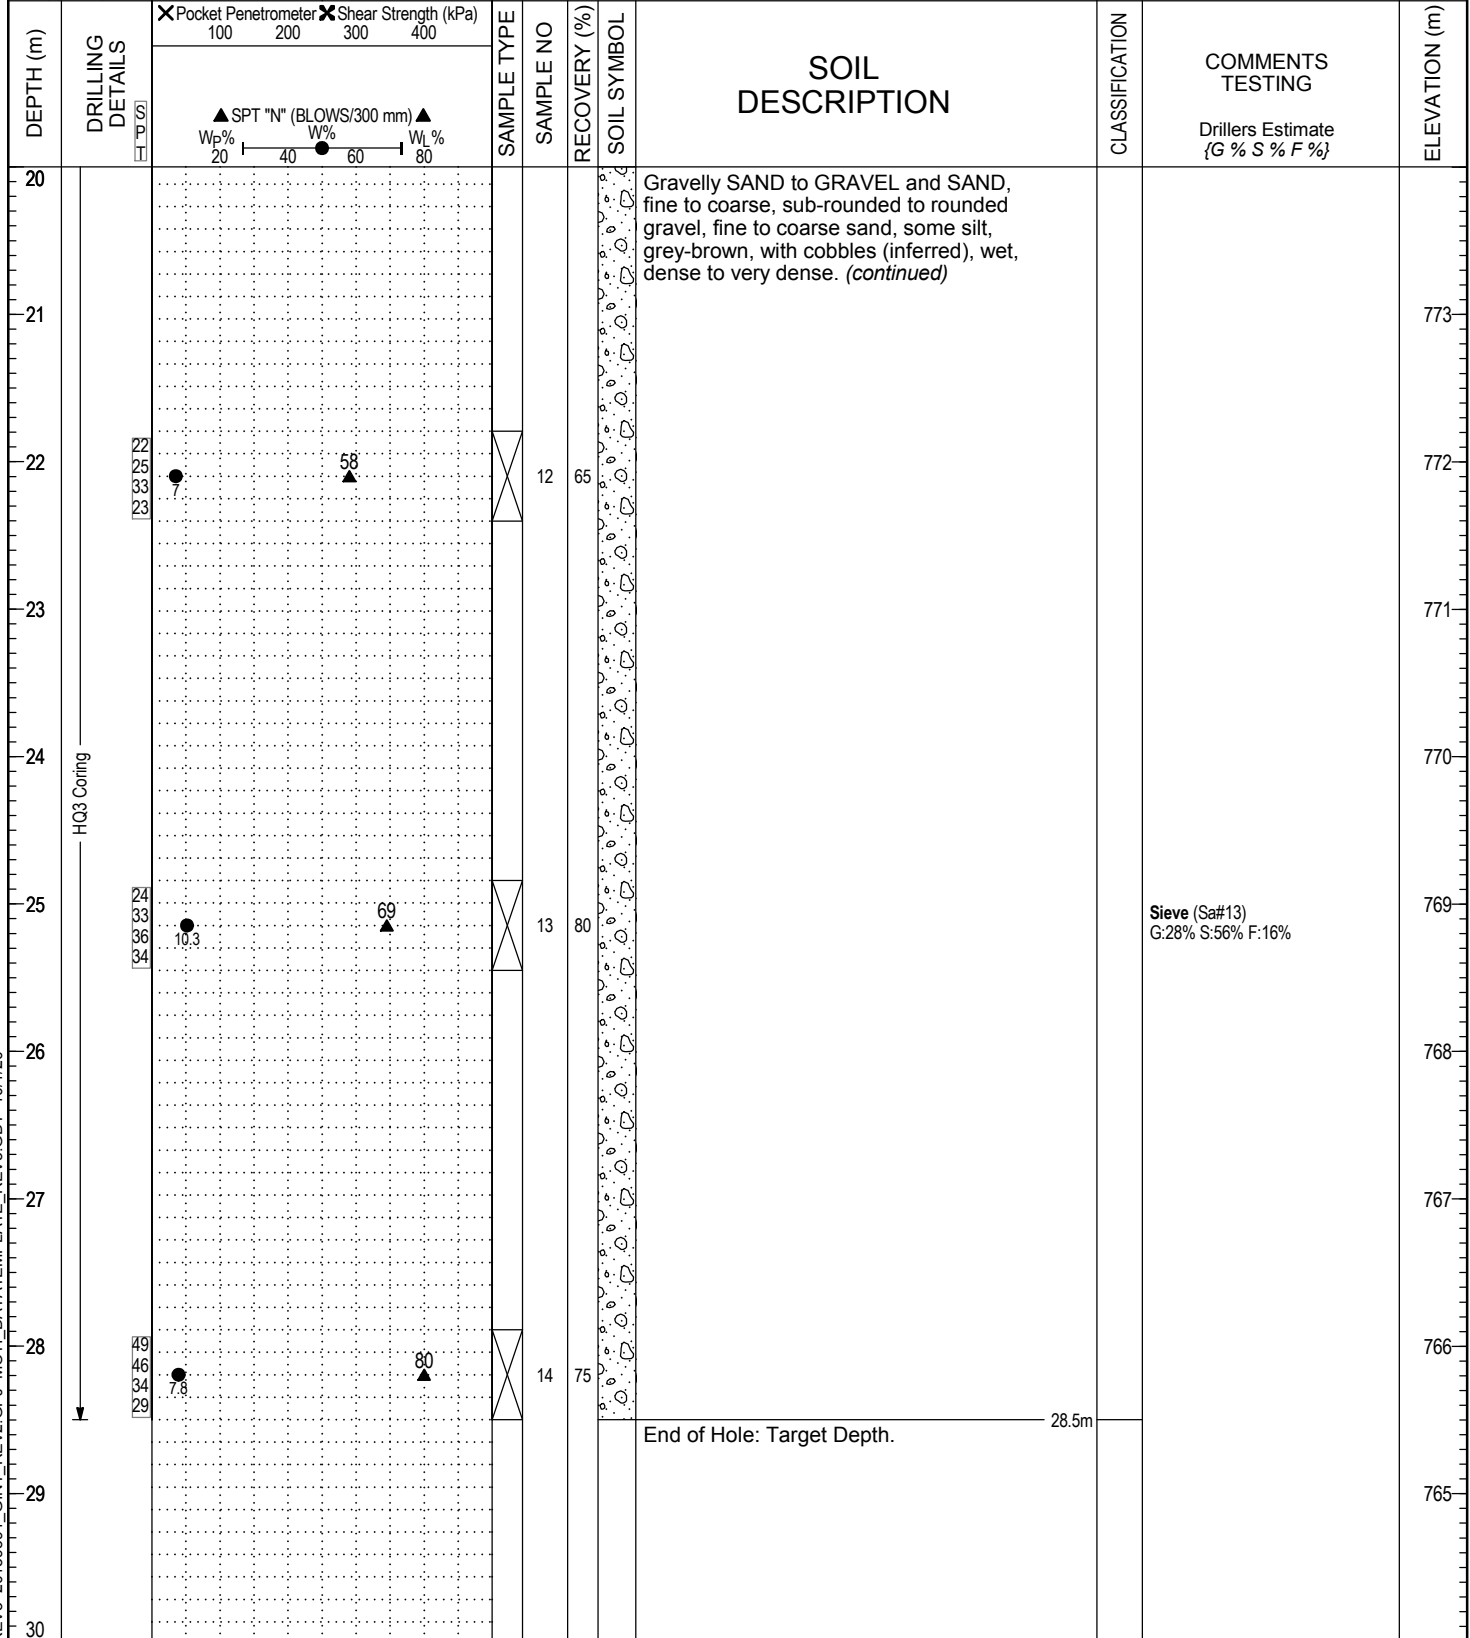 DEPTH (m)
DRILLING DETAILS
S P T
Pocket Penetrometer Shear Strength (kPa)
100 200 300 400
SPT "N" (BLOWS/300 mm)
WP% W% WL%
20 40 60 80
SAMPLE TYPE
SAMPLE NO
RECOVERY (%)
SOIL SYMBOL
SOIL
DESCRIPTION
CLASSIFICATION
COMMENTS
TESTING
Drillers Estimate
{G % S % F %}
ELEVATION (m)
20
Gravelly SAND to GRAVEL and SAND,
fine to coarse, sub-rounded to rounded
gravel, fine to coarse sand, some silt,
grey-brown, with cobbles (inferred), wet,
dense to very dense. (continued)
21
773
22
22
25
33
23
7
58
12
65
772
23
771
24
HQ3 Coring
770
25
24
33
36
34
10.3
69
13
80
Sieve (Sa#13)
G:28% S:56% F:16%
769
26
768
27
767
28
49
46
34
29
7.8
80
14
75
766
28.5m
End of Hole: Target Depth.
29
765
30